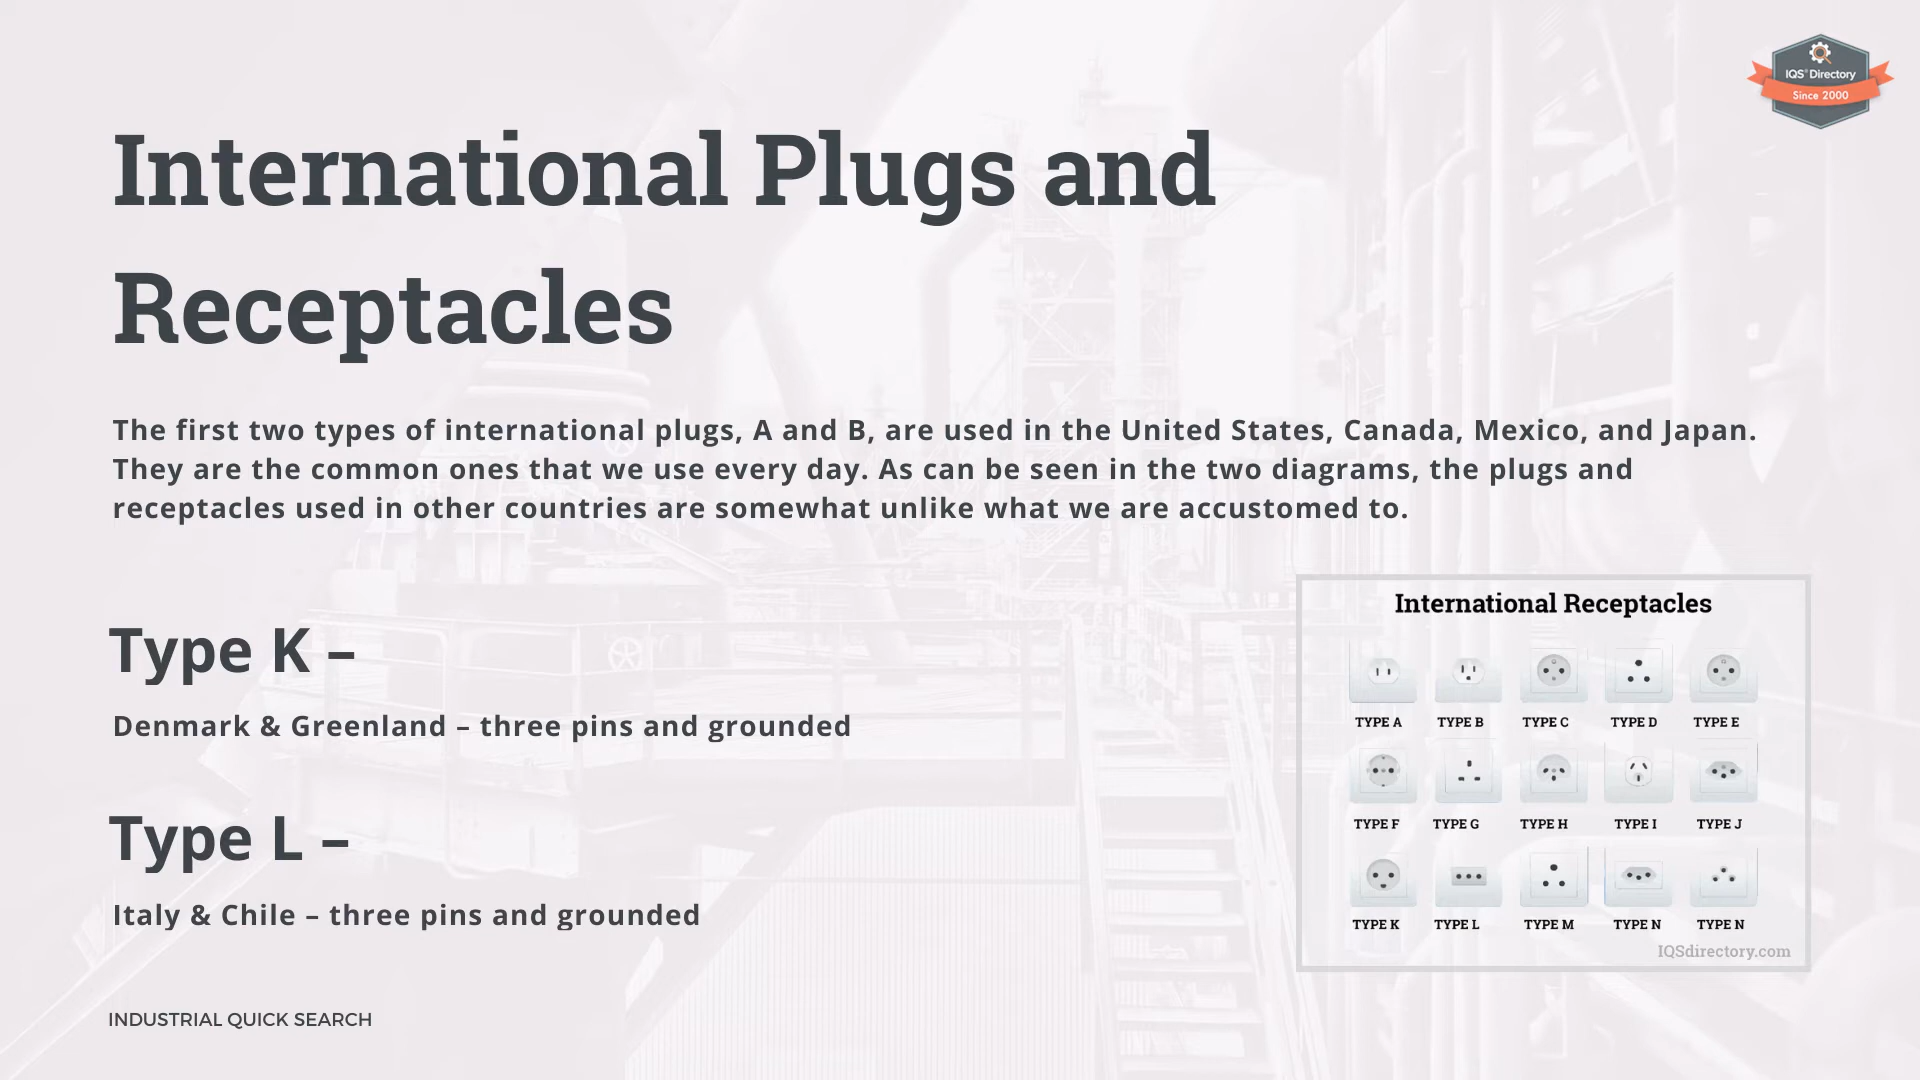 IQS® Directory
Since 2000
International Plugs and
Receptacles
The first two types of international plugs, A and B, are used in the United States, Canada, Mexico, and Japan.
They are the common ones that we use every day. As can be seen in the two diagrams, the plugs and
receptacles used in other countries are somewhat unlike what we are accustomed to.
Type K –
Denmark & Greenland – three pins and grounded
Type L –
Italy & Chile – three pins and grounded
International Receptacles
TYPE A TYPE B TYPE C TYPE D TYPE E
TYPE F TYPE G TYPE H TYPE I TYPE J
TYPE K TYPE L TYPE M TYPE N TYPE N
IQSdirectory.com
INDUSTRIAL QUICK SEARCH